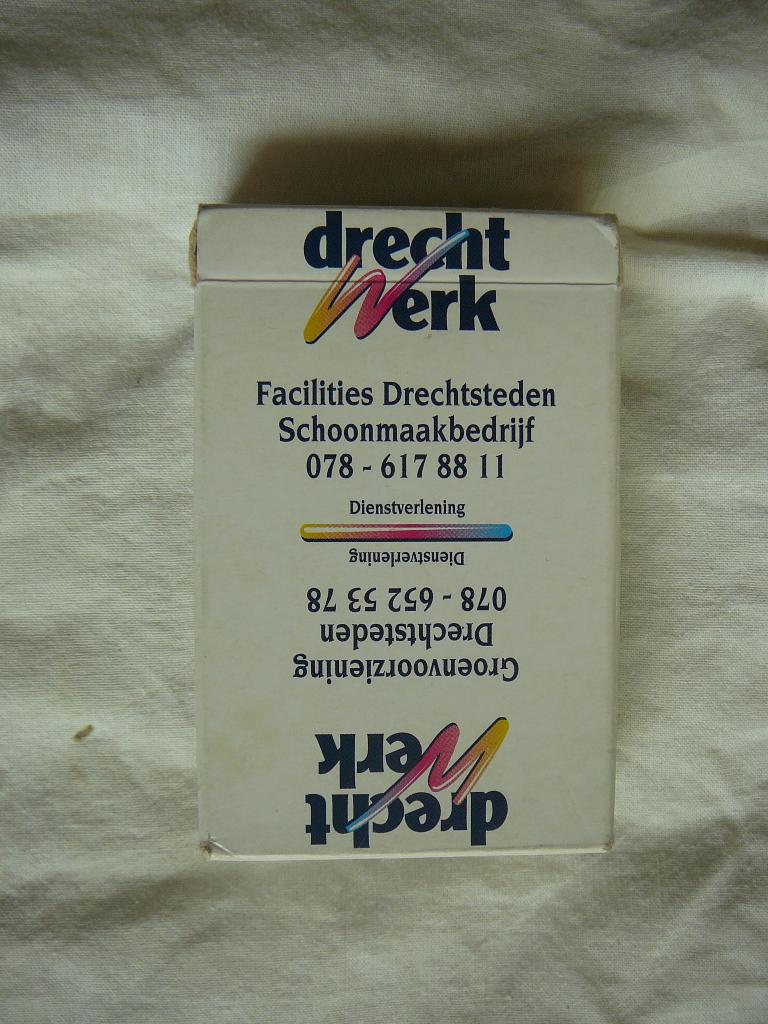 drecht
Werk
Facilities Drechtsteden
Schoonmaakbedrijf
078 - 617 88 11
Dienstverlening
drecht
Werk
Groenvoorziening
Drechtsteden
078 - 652 53 78
Dienstverlening